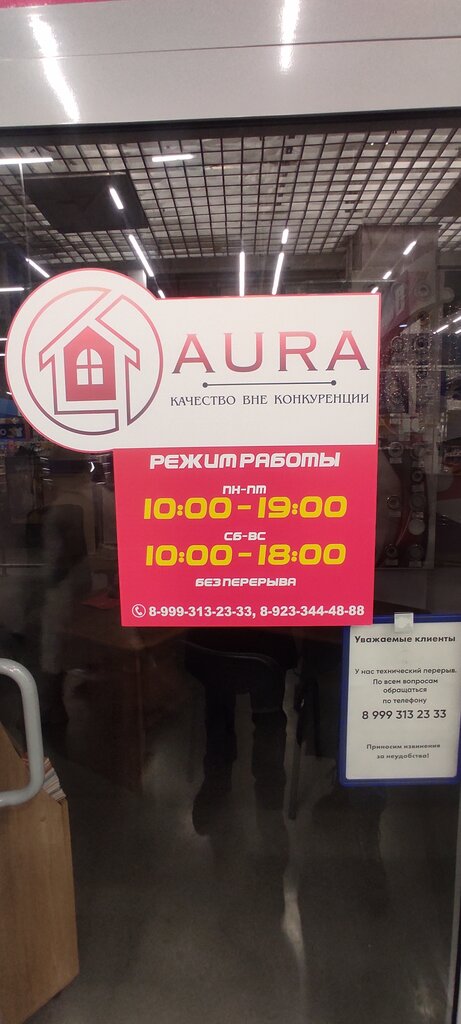 AURA
КАЧЕСТВО ВНЕ КОНКУРЕНЦИИ
РЕЖИМ РАБОТЫ
ПН-ПТ
10:00 - 19:00
СБ-ВС
10:00 - 18:00
БЕЗ ПЕРЕРЫВА
8-999-313-23-33, 8-923-344-48-88
Уважаемые клиенты
У нас технический перерыв.
По всем вопросам
обращаться
по телефону
8 999 313 23 33
Приносим извинения
за неудобства!